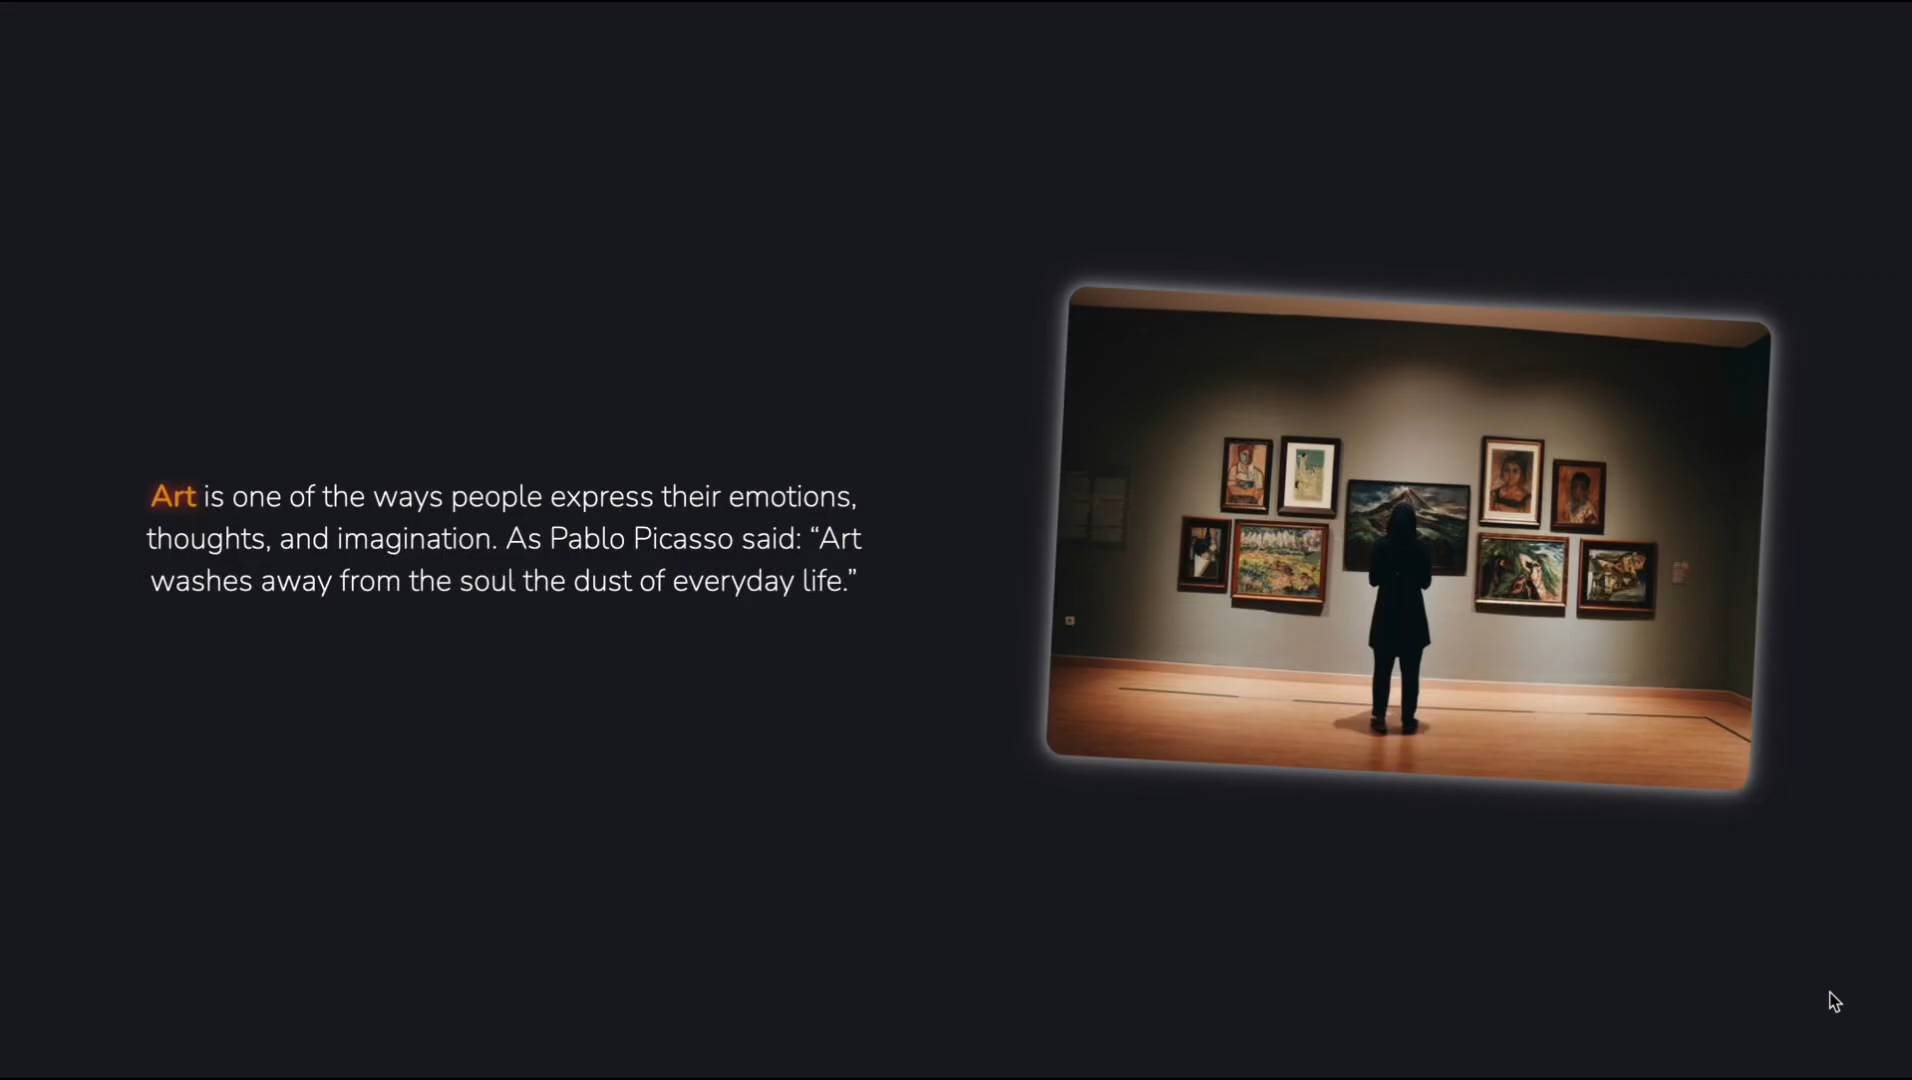 Art is one of the ways people express their emotions,
thoughts, and imagination. As Pablo Picasso said: “Art
washes away from the soul the dust of everyday life.”